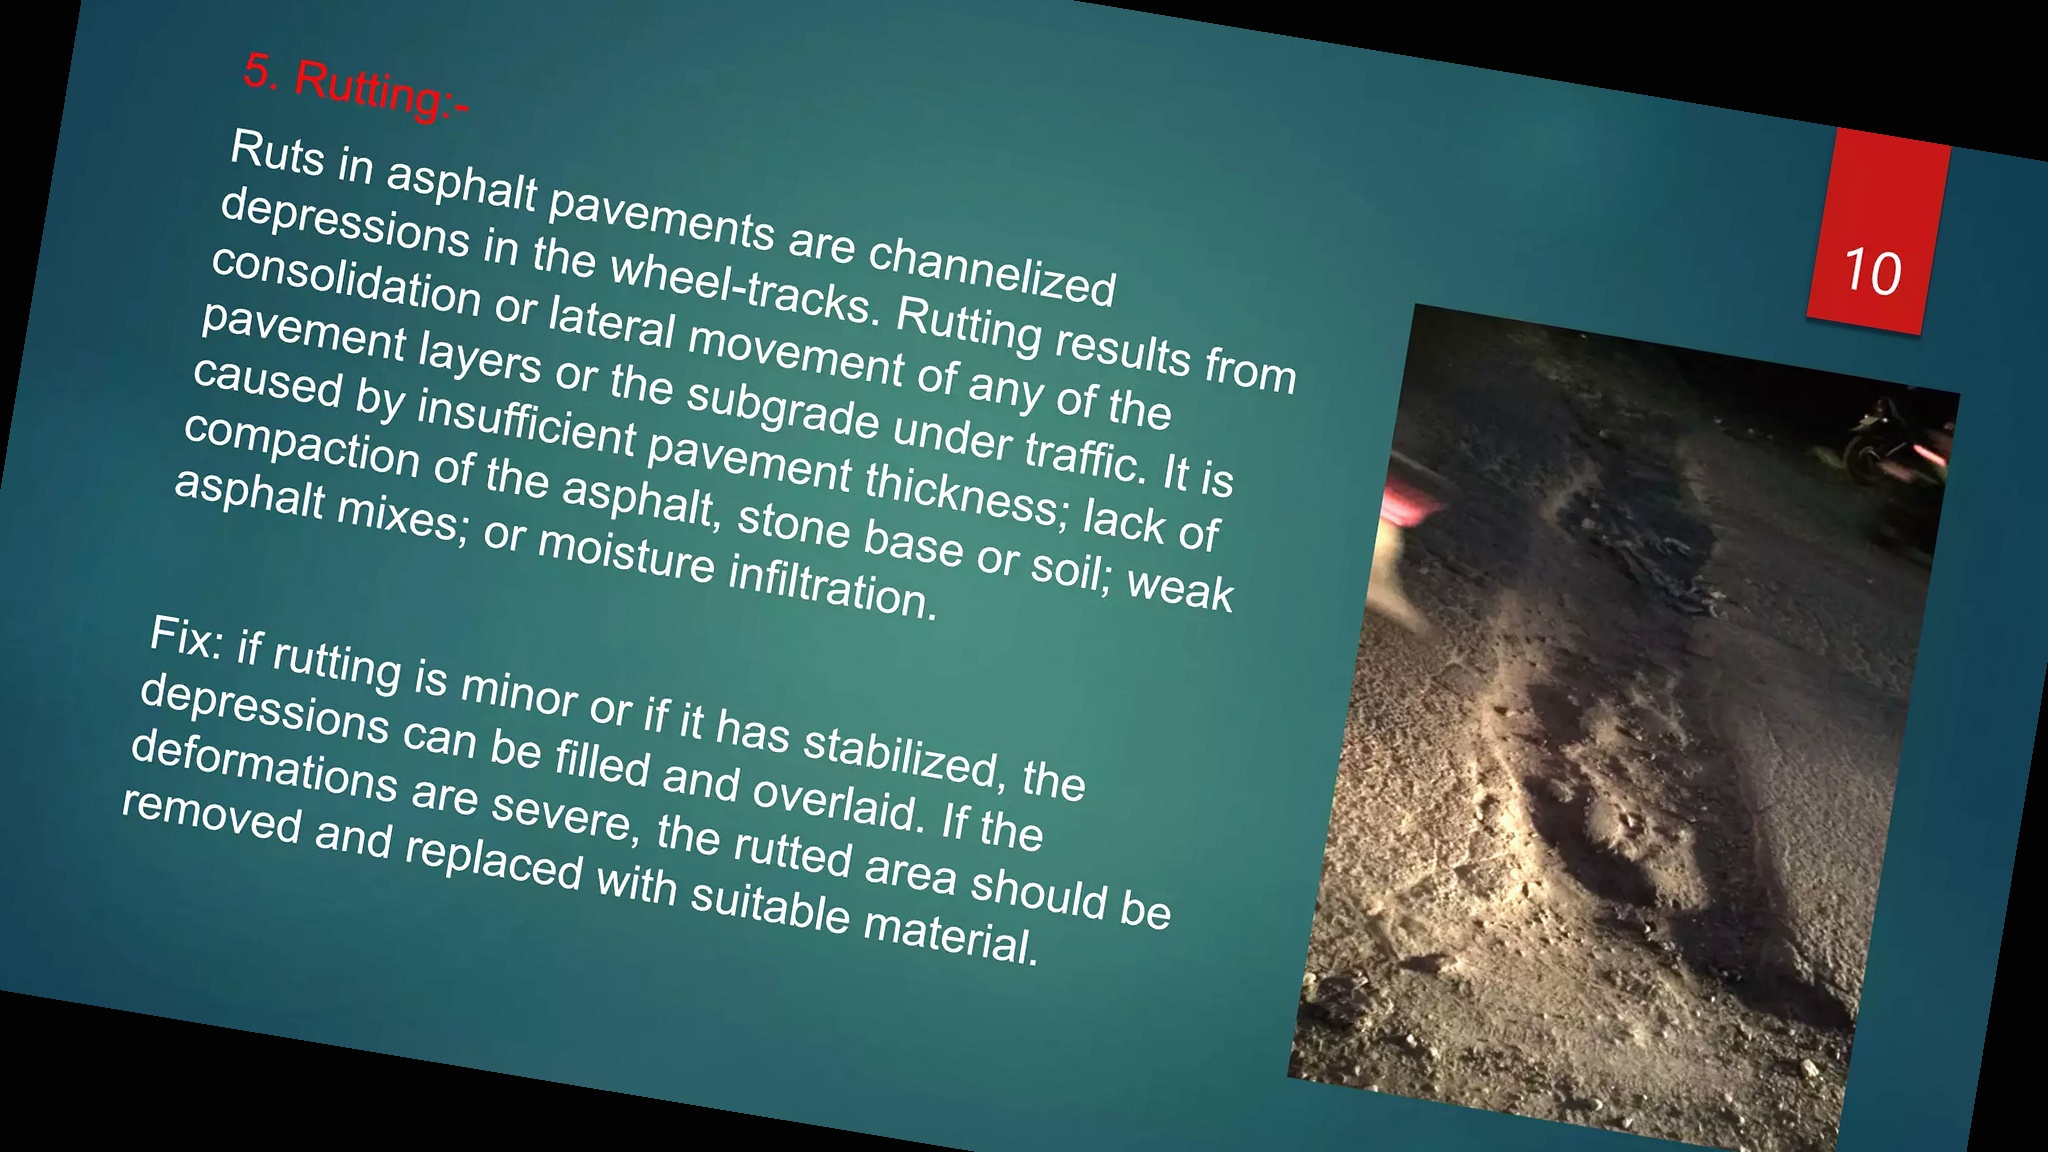 5. Rutting:-
Ruts in asphalt pavements are channelized
depressions in the wheel-tracks. Rutting results from
consolidation or lateral movement of any of the
pavement layers or the subgrade under traffic. It is
caused by insufficient pavement thickness; lack of
compaction of the asphalt, stone base or soil; weak
asphalt mixes; or moisture infiltration.
Fix: if rutting is minor or if it has stabilized, the
depressions can be filled and overlaid. If the
deformations are severe, the rutted area should be
removed and replaced with suitable material.
10